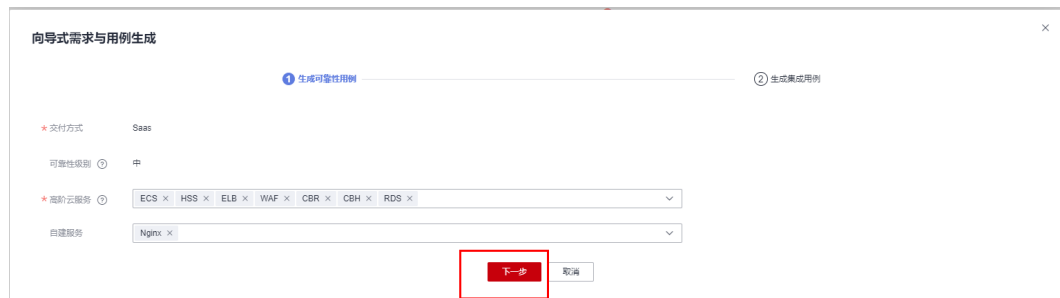 向导式需求与用例生成
×
1 生成可靠性用例
2 生成集成用例
* 交付方式 Saas
可靠性级别 ? 中
* 高阶云服务 ? ECS × HSS × ELB × WAF × CBR × CBH × RDS ×
自建服务 Nginx ×
下一步 取消